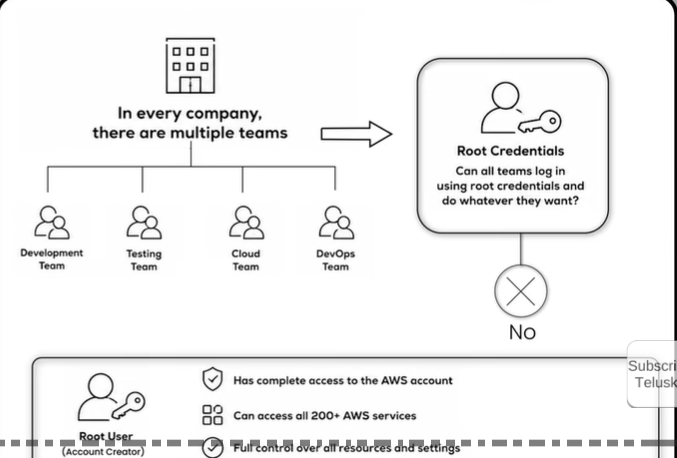 In every company,
there are multiple teams
Development
Team
Testing
Team
Cloud
Team
DevOps
Team
Root Credentials
Can all teams log in
using root credentials and
do whatever they want?
No
Root User
(Account Creator)
Has complete access to the AWS account
Can access all 200+ AWS services
Full control over all resources and settings
Subscri
Telusk